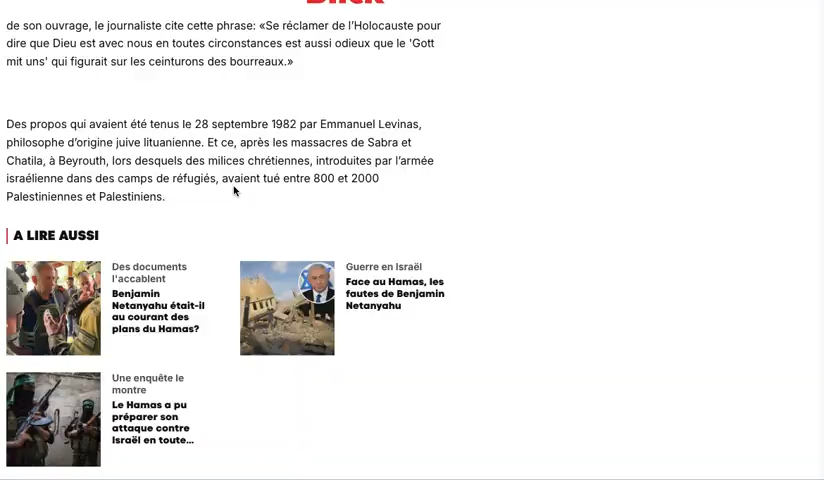 Blick
de son ouvrage, le journaliste cite cette phrase: «Se réclamer de l'Holocauste pour
dire que Dieu est avec nous en toutes circonstances est aussi odieux que le 'Gott
mit uns' qui figurait sur les ceinturons des bourreaux.»
Des propos qui avaient été tenus le 28 septembre 1982 par Emmanuel Levinas,
philosophe d'origine juive lituanienne. Et ce, après les massacres de Sabra et
Chatila, à Beyrouth, lors desquels des milices chrétiennes, introduites par l'armée
israélienne dans des camps de réfugiés, avaient tué entre 800 et 2000
Palestiniennes et Palestiniens.
A LIRE AUSSI
Des documents
l'accablent
Benjamin
Netanyahu était-il
au courant des
plans du Hamas?
Guerre en Israël
Face au Hamas, les
fautes de Benjamin
Netanyahu
Une enquête le
montre
Le Hamas a pu
préparer son
attaque contre
Israël en toute...